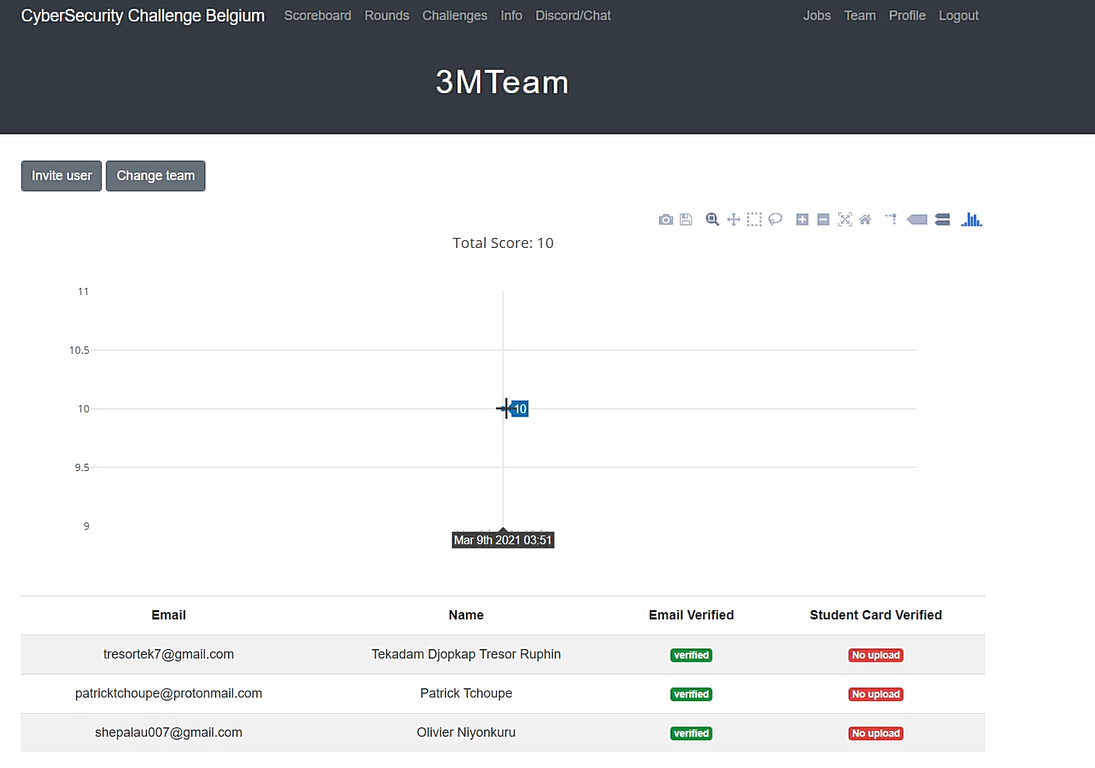 CyberSecurity Challenge Belgium Scoreboard Rounds Challenges Info Discord/Chat Jobs Team Profile Logout
3MTeam
Invite user Change team
Total Score: 10
11
10.5
10 10
9.5
9
Mar 9th 2021 03:51
Email Name Email Verified Student Card Verified
tresortek7@gmail.com Tekadam Djopkap Tresor Ruphin verified No upload
patricktchoupe@protonmail.com Patrick Tchoupe verified No upload
shepalau007@gmail.com Olivier Niyonkuru verified No upload